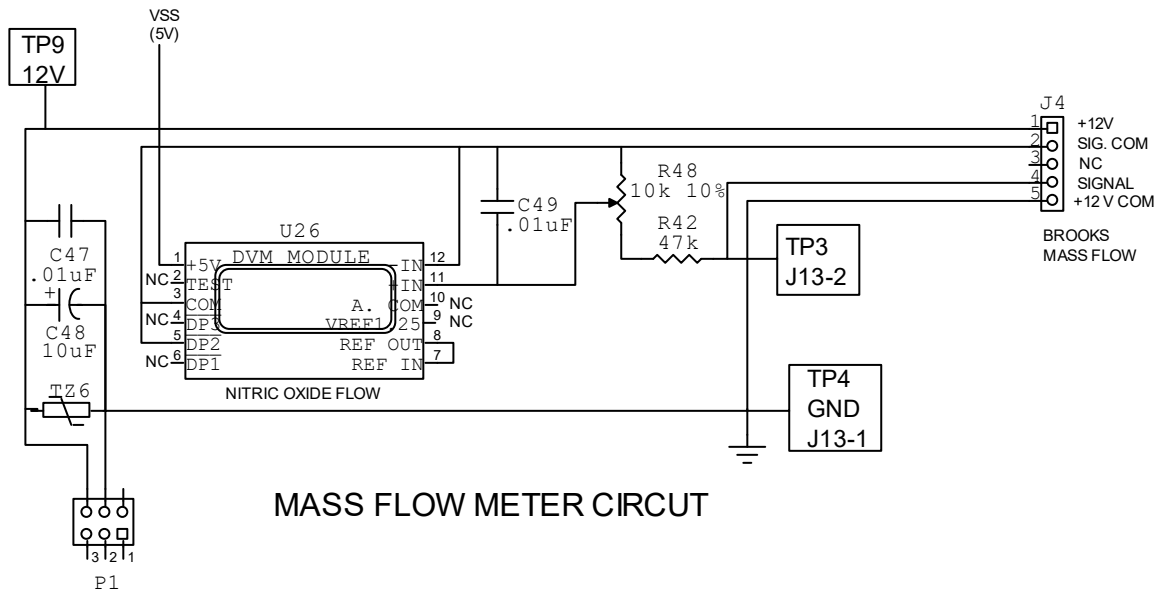 VSS
(5V)
TP9
12V
J4
1 +12V
2 SIG. COM
3 NC
4 SIGNAL
5 +12 V COM
BROOKS
MASS FLOW
R48
10k 10%
R42
47k
C49
.01uF
TP3
J13-2
U26
DVM MODULE
1 +5V
NC 2 TEST
3 COM
NC 4 DP3
5 DP2
NC 6 DP1
-IN 12
+IN 11
A. COM 10 NC
VREF1 25 9 NC
REF OUT 8
REF IN 7
NITRIC OXIDE FLOW
C47
.01uF
+
C48
10uF
TZ6
TP4
GND
J13-1
MASS FLOW METER CIRCUT
3 2 1
P1